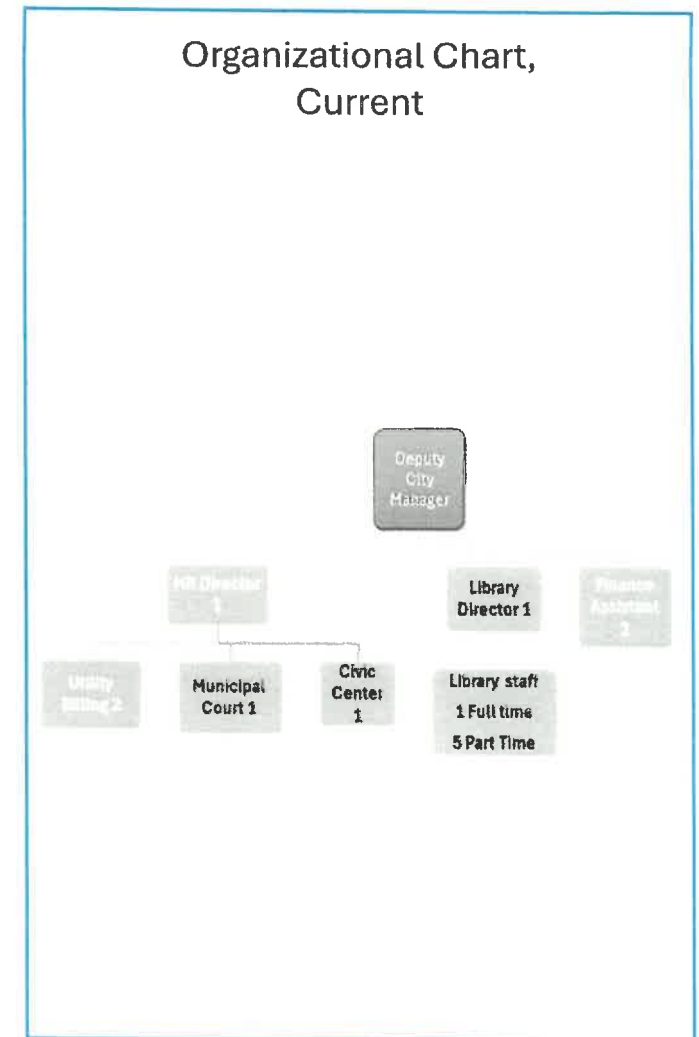 Organizational Chart,
Current
Deputy
City
Manager
HR Director
1
Library
Director 1
Finance
Assistant
Utility
Billing 2
Municipal
Court 1
Civic
Center
1
Library staff
1 Full time
5 Part Time